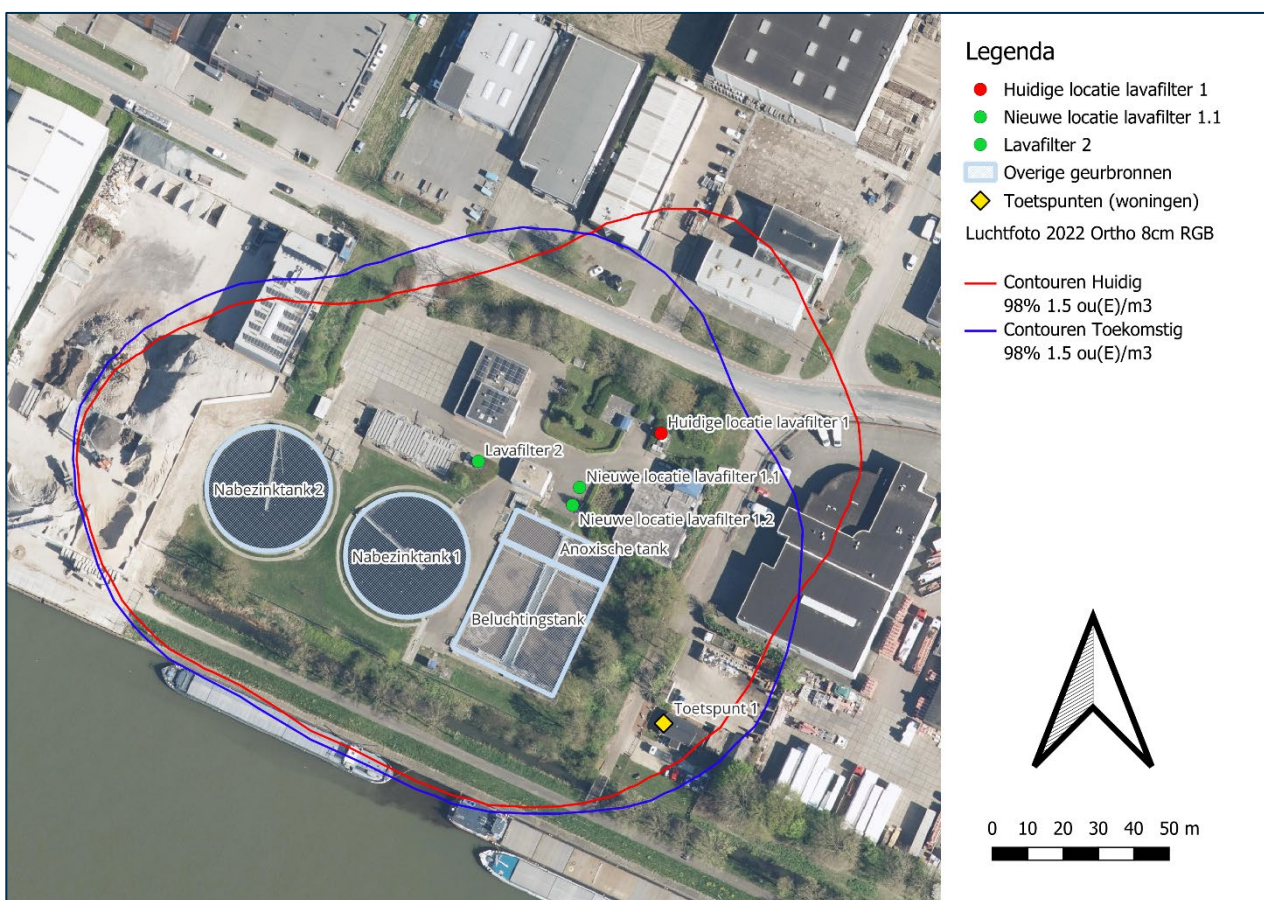 Legenda
Huidige locatie lavafilter 1
Nieuwe locatie lavafilter 1.1
Lavafilter 2
Overige geurbronnen
Toetspunten (woningen)
Luchtfoto 2022 Ortho 8cm RGB
Contouren Huidig
98% 1.5 ou(E)/m3
Contouren Toekomstig
98% 1.5 ou(E)/m3
0 10 20 30 40 50 m
Huidige locatie lavafilter 1
Lavafilter 2
Nieuwe locatie lavafilter 1.1
Nabezinktank 2
Nieuwe locatie lavafilter 1.2
Anoxische tank
Nabezinktank 1
Beluchtingstank
Toetspunt 1